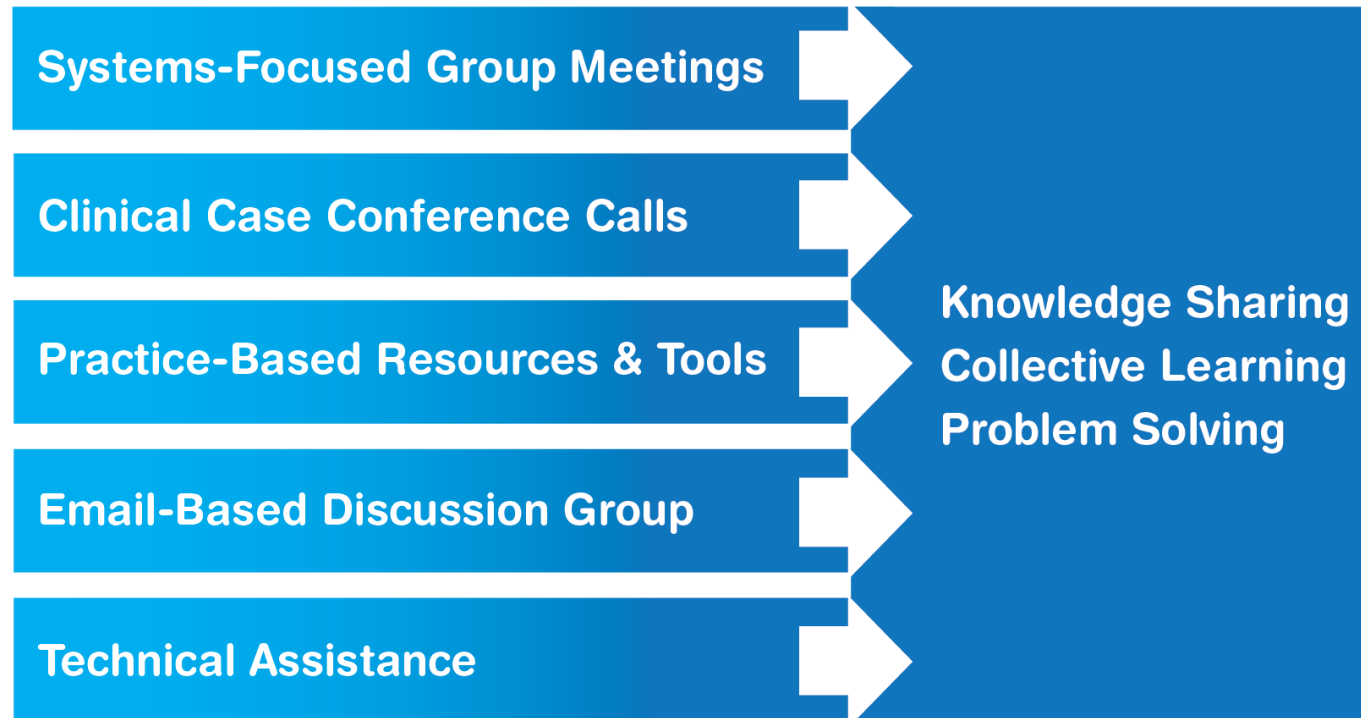 Systems-Focused Group Meetings
Clinical Case Conference Calls
Practice-Based Resources & Tools
Email-Based Discussion Group
Technical Assistance
Knowledge Sharing
Collective Learning
Problem Solving